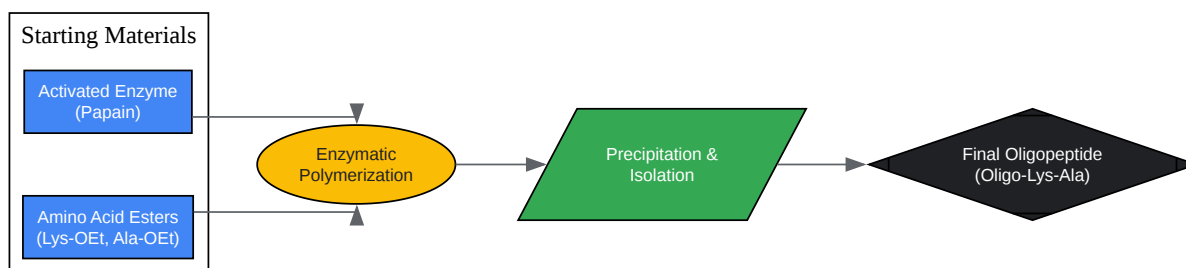 Starting Materials
Activated Enzyme
(Papain)
Amino Acid Esters
(Lys-OEt, Ala-OEt)
Enzymatic
Polymerization
Precipitation &
Isolation
Final Oligopeptide
(Oligo-Lys-Ala)